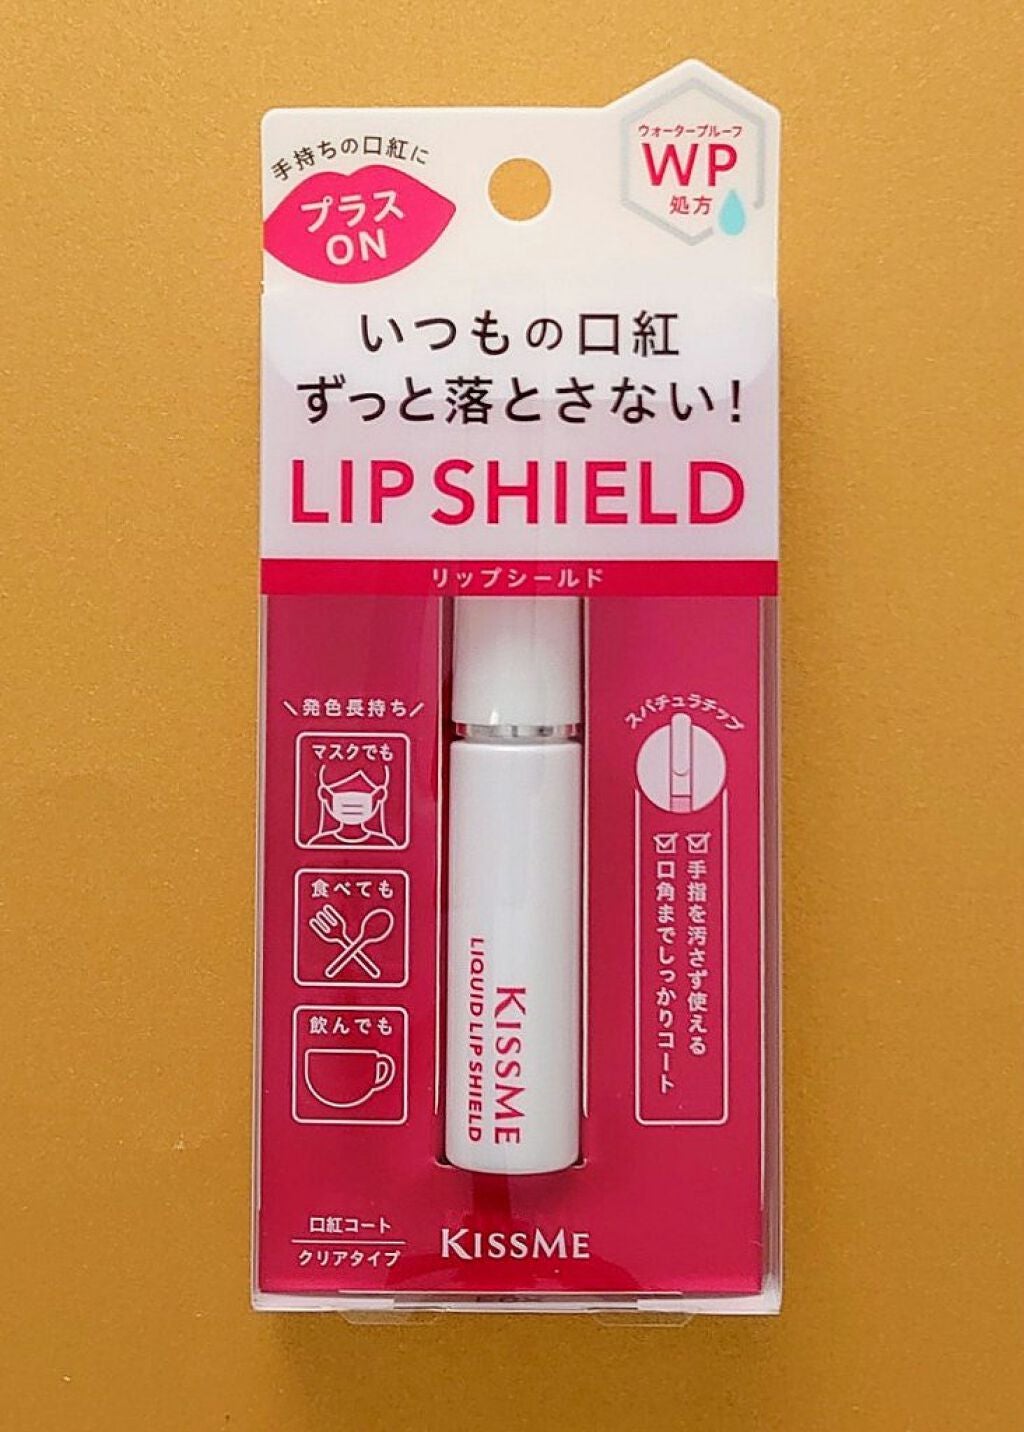 手持ちの口紅に
プラス
ON
ウォータープルーフ
WP
処方
いつもの口紅
ずっと落とさない!
LIP SHIELD
リップシールド
\発色長持ち/
マスクでも
食べても
飲んでも
スパチュラチップ
手指を汚さず使える
口角までしっかりコート
KISSME
LIQUID LIP SHIELD
口紅コート
クリアタイプ
KISSME